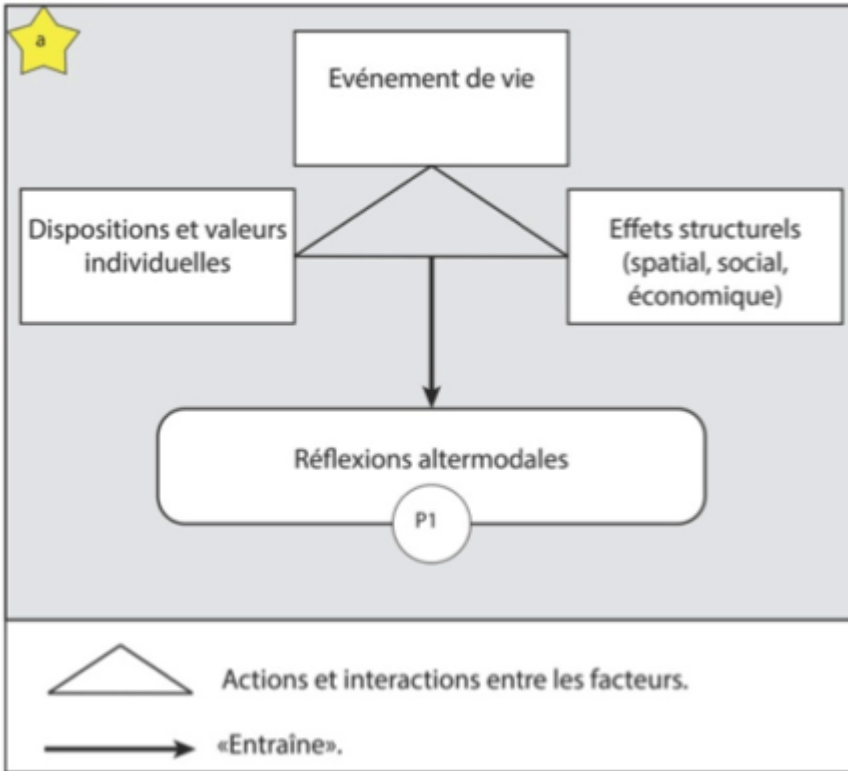 a
Evénement de vie
Dispositions et valeurs
individuelles
Effets structurels
(spatial, social,
économique)
Réflexions altermodales
P1
Actions et interactions entre les facteurs.
«Entraîne».